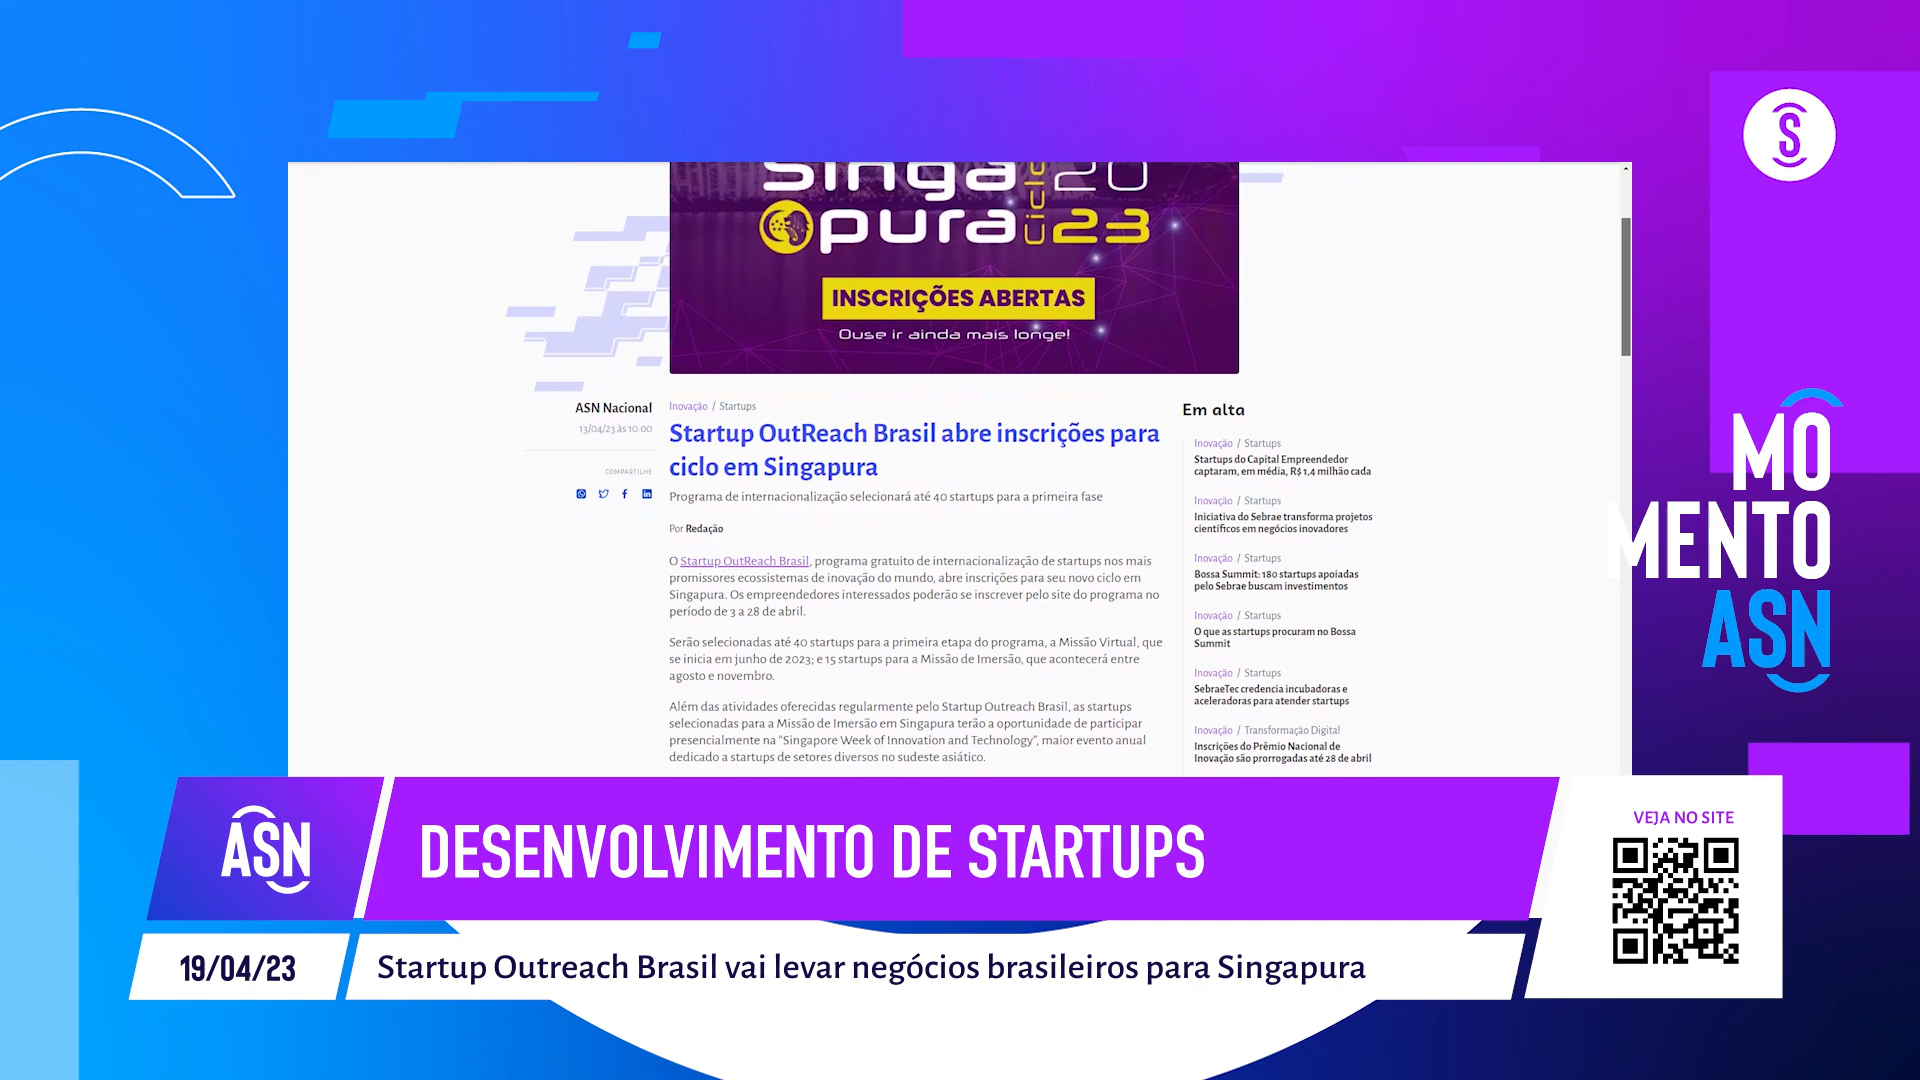 Singa
pura
Ciclo
20
23
INSCRIÇÕES ABERTAS
Ouse ir ainda mais longe!
ASN Nacional
13/04/23 às 10:00
COMPARTILHE
Inovação / Startups
Startup OutReach Brasil abre inscrições para
ciclo em Singapura
Programa de internacionalização selecionará até 40 startups para a primeira fase
Por Redação
O Startup OutReach Brasil, programa gratuito de internacionalização de startups nos mais
promissores ecossistemas de inovação do mundo, abre inscrições para seu novo ciclo em
Singapura. Os empreendedores interessados poderão se inscrever pelo site do programa no
período de 3 a 28 de abril.
Serão selecionadas até 40 startups para a primeira etapa do programa, a Missão Virtual, que
se inicia em junho de 2023; e 15 startups para a Missão de Imersão, que acontecerá entre
agosto e novembro.
Além das atividades oferecidas regularmente pelo Startup Outreach Brasil, as startups
selecionadas para a Missão de Imersão em Singapura terão a oportunidade de participar
presencialmente na “Singapore Week of Innovation and Technology”, maior evento anual
dedicado a startups de setores diversos no sudeste asiático.
Em alta
Inovação / Startups
Startups do Capital Empreendedor
captaram, em média, R$ 1,4 milhão cada
Inovação / Startups
Iniciativa do Sebrae transforma projetos
científicos em negócios inovadores
Inovação / Startups
Bossa Summit: 180 startups apoiadas
pelo Sebrae buscam investimentos
Inovação / Startups
O que as startups procuram no Bossa
Summit
Inovação / Startups
SebraeTec credencia incubadoras e
aceleradoras para atender startups
Inovação / Transformação Digital
Inscrições do Prêmio Nacional de
Inovação são prorrogadas até 28 de abril
S
MO
MENTO
ASN
ASN
DESENVOLVIMENTO DE STARTUPS
VEJA NO SITE
19/04/23
Startup Outreach Brasil vai levar negócios brasileiros para Singapura